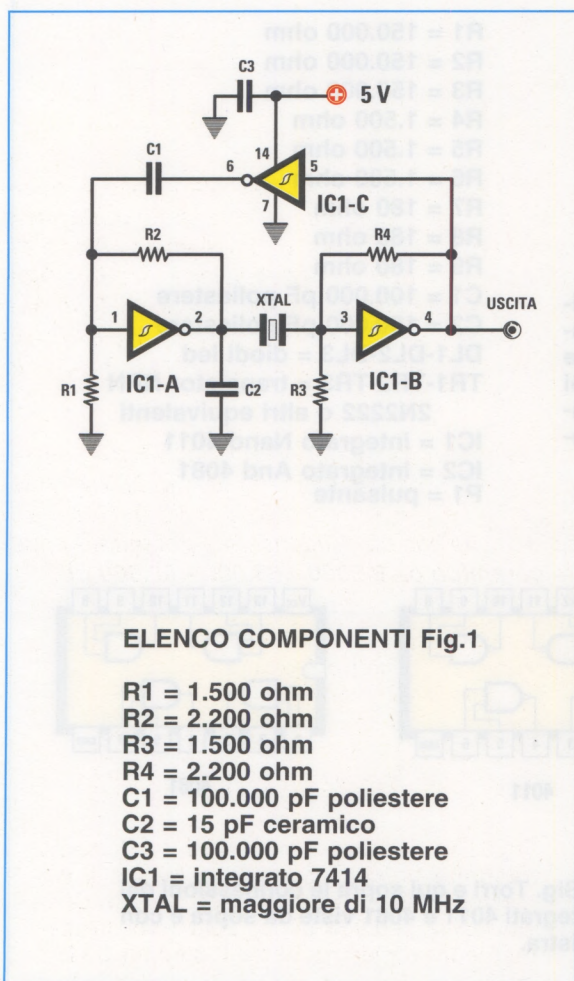 C3
5 V
14
C1
6
5
7
IC1-C
R2
R4
XTAL
USCITA
1
2
3
4
R1
IC1-A
C2
R3
IC1-B
ELENCO COMPONENTI Fig.1
R1 = 1.500 ohm
R2 = 2.200 ohm
R3 = 1.500 ohm
R4 = 2.200 ohm
C1 = 100.000 pF poliestere
C2 = 15 pF ceramico
C3 = 100.000 pF poliestere
IC1 = integrato 7414
XTAL = maggiore di 10 MHz